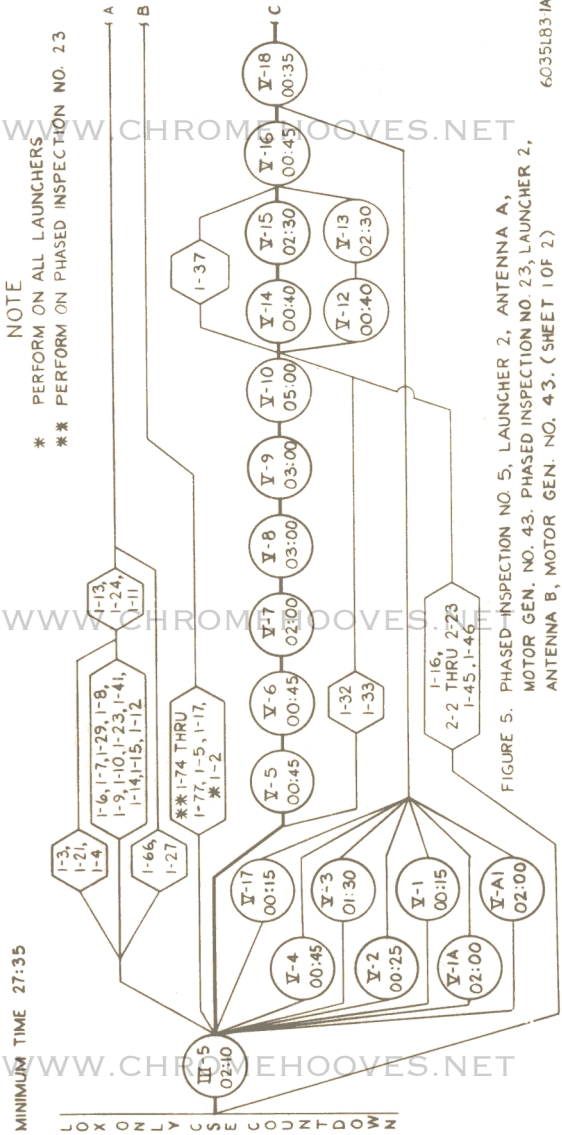 MINIMUM TIME 27:35
NOTE
* PERFORM ON ALL LAUNCHERS
** PERFORM ON PHASED INSPECTION NO. 23
LOX ONLY CSE COUNTDOWN
III-5
02:10
1-3,
1-21,
1-4
1-6, 1-7, 1-29, 1-8,
1-9, 1-10, 1-23, 1-41,
1-14, 1-15, 1-12
1-13,
1-24,
1-11
A
1-66,
1-27
**1-74 THRU
1-77, 1-5, 1-17,
*1-2
B
V-5
00:45
V-6
00:45
V-7
02:00
V-8
03:00
V-9
03:00
V-10
05:00
V-14
00:40
V-15
02:30
V-16
00:45
V-18
00:35
C
1-37
V-12
00:40
V-13
02:30
1-32
1-33
V-17
00:15
V-4
00:45
V-3
01:30
V-2
00:25
V-1
00:15
V-1A
02:00
V-A1
02:00
1-16,
2-2 THRU 2-23
1-45, 1-46
FIGURE 5. PHASED INSPECTION NO. 5, LAUNCHER 2, ANTENNA A,
MOTOR GEN. NO. 43. PHASED INSPECTION NO. 23, LAUNCHER 2,
ANTENNA B, MOTOR GEN. NO. 43. (SHEET 1 OF 2)
6035L83-1A
WWW.CHROMEHOOVES.NET
WWW.CHROMEHOOVES.NET
WWW.CHROMEHOOVES.NET